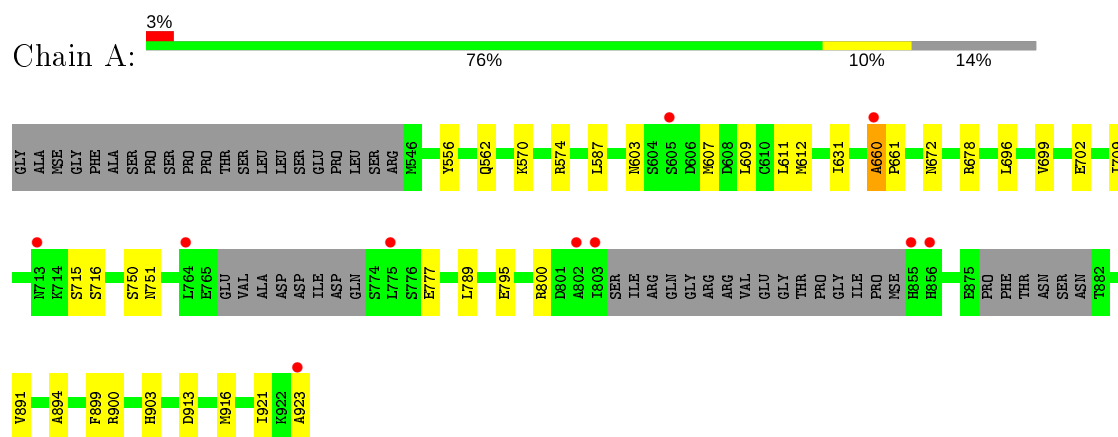 3%
Chain A:
76% 10% 14%
GLY ALA MSE GLY PHE ALA SER PRO SER PRO PRO THR SER LEU LEU SER GLU PRO LEU SER ARG M546 Y556 Q562 K570 R574 L587 N603 S604 S605 D606 M607 D608 L609 C610 L611 M612 I631 A660 P661 N672 R678 L696 V699 E702
N713 K714 S715 S716 S750 N751 L764 E765 GLU VAL ALA ASP ASP ILE ASP GLN S774 L775 S776 E777 L789 E795 R800 D801 A802 I803 SER ILE ARG GLN GLY ARG ARG VAL GLU GLY THR PRO GLY ILE PRO MSE H855 H856 E875 PRO PHE THR ASN SER ASN T882
V891 A894 F899 R900 H903 D913 M916 I921 K922 A923